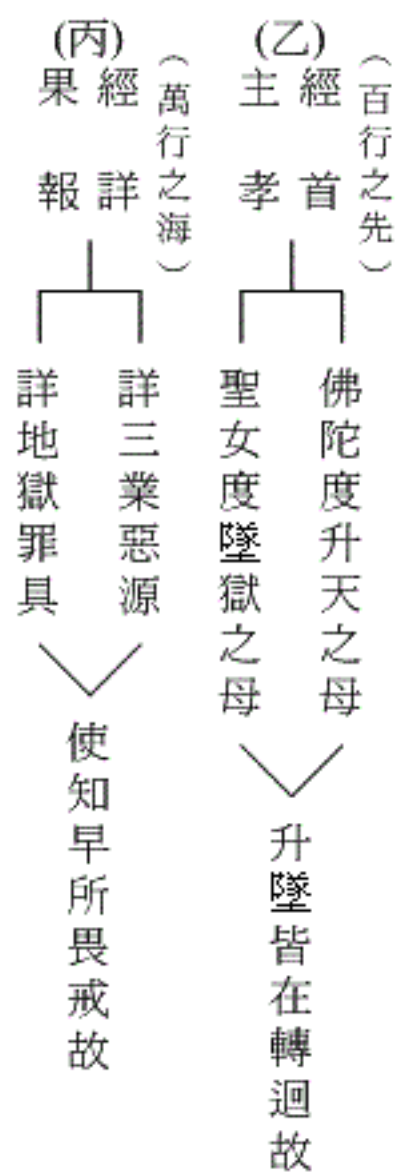 (乙)
(百行之先)
經首
主孝
佛陀度升天之母
聖女度墜獄之母
升墜皆在轉迴故
(丙)
(萬行之海)
經詳
果報
詳三業惡源
詳地獄罪具
使知早所畏戒故